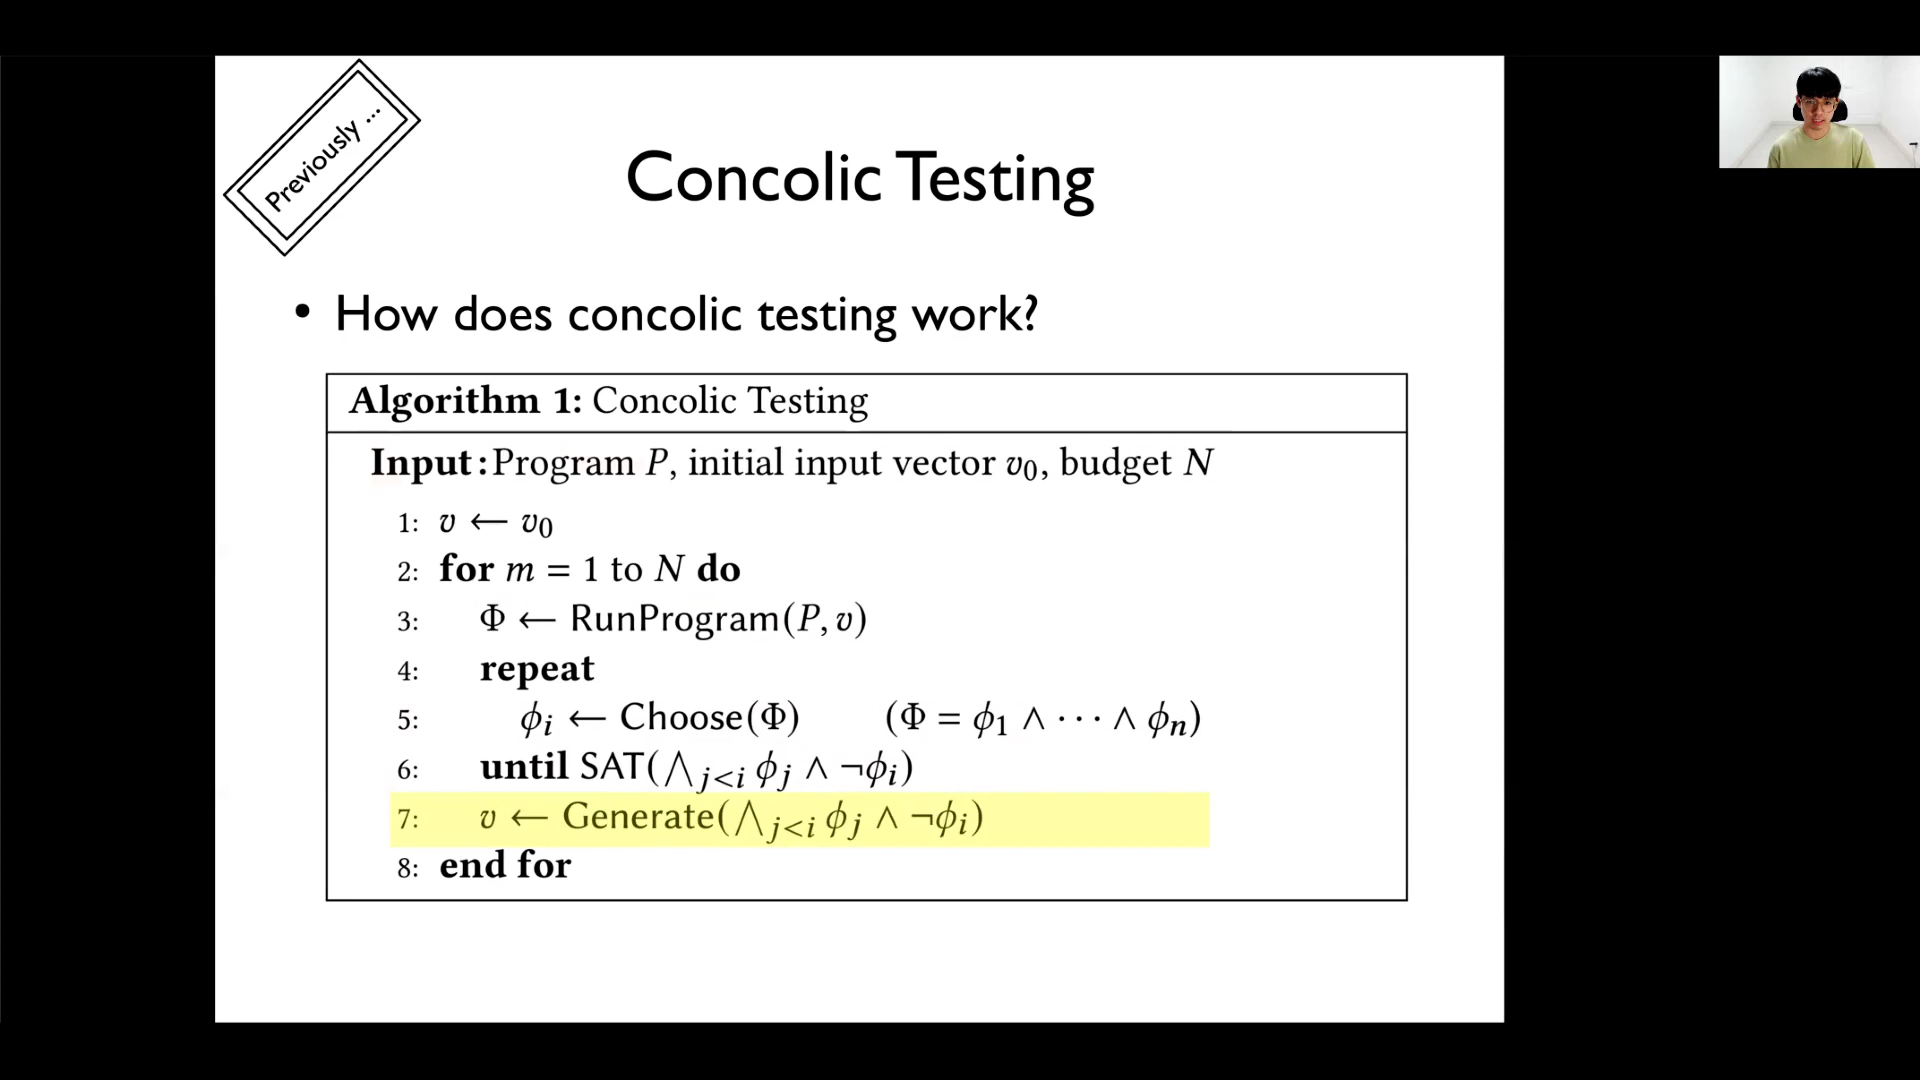 Previously ...
Concolic Testing
• How does concolic testing work?
Algorithm 1: Concolic Testing
Input: Program P, initial input vector v₀, budget N
1: v ← v₀
2: for m = 1 to N do
3: Φ ← RunProgram(P, v)
4: repeat
5: ϕᵢ ← Choose(Φ) (Φ = ϕ₁ ∧ ⋯ ∧ ϕₙ)
6: until SAT(⋀ⱼ<ᵢ ϕⱼ ∧ ¬ϕᵢ)
7: v ← Generate(⋀ⱼ<ᵢ ϕⱼ ∧ ¬ϕᵢ)
8: end for